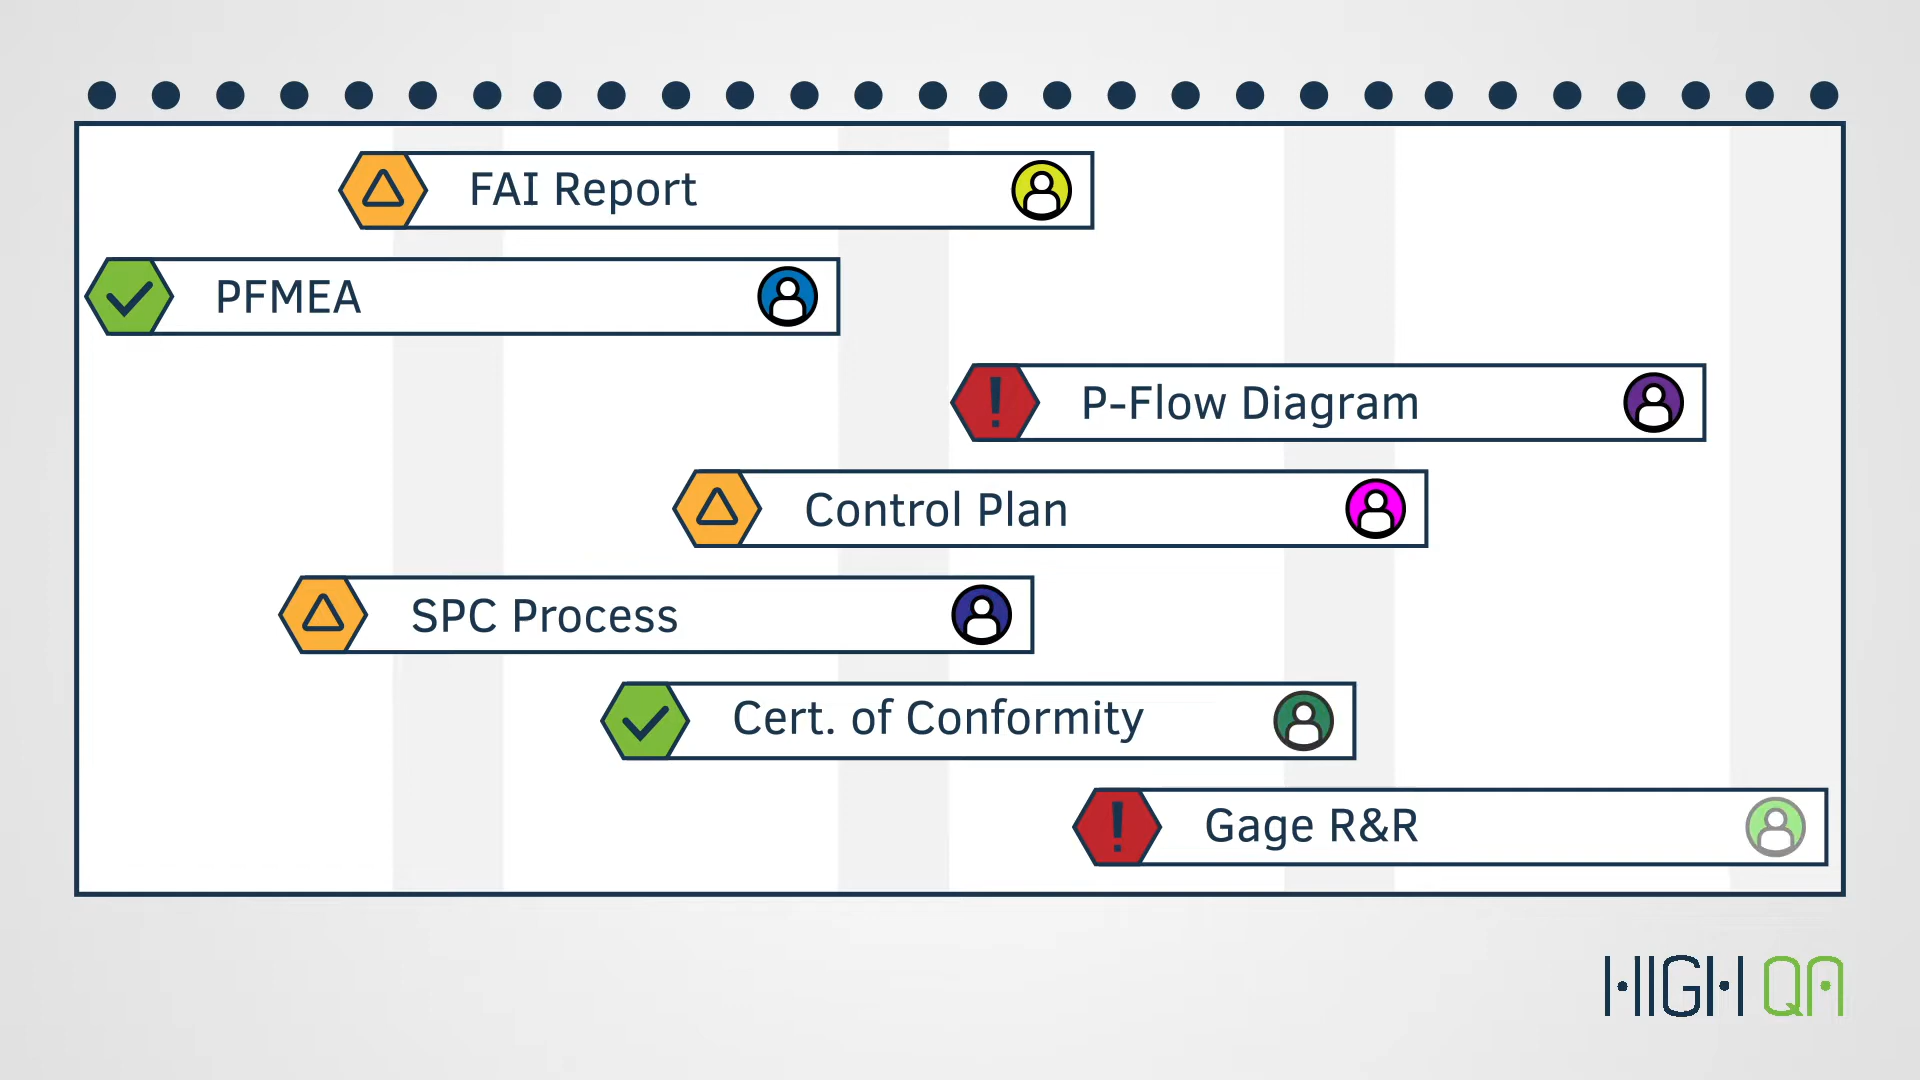 FAI Report
PFMEA
P-Flow Diagram
Control Plan
SPC Process
Cert. of Conformity
Gage R&R
HIGH QA